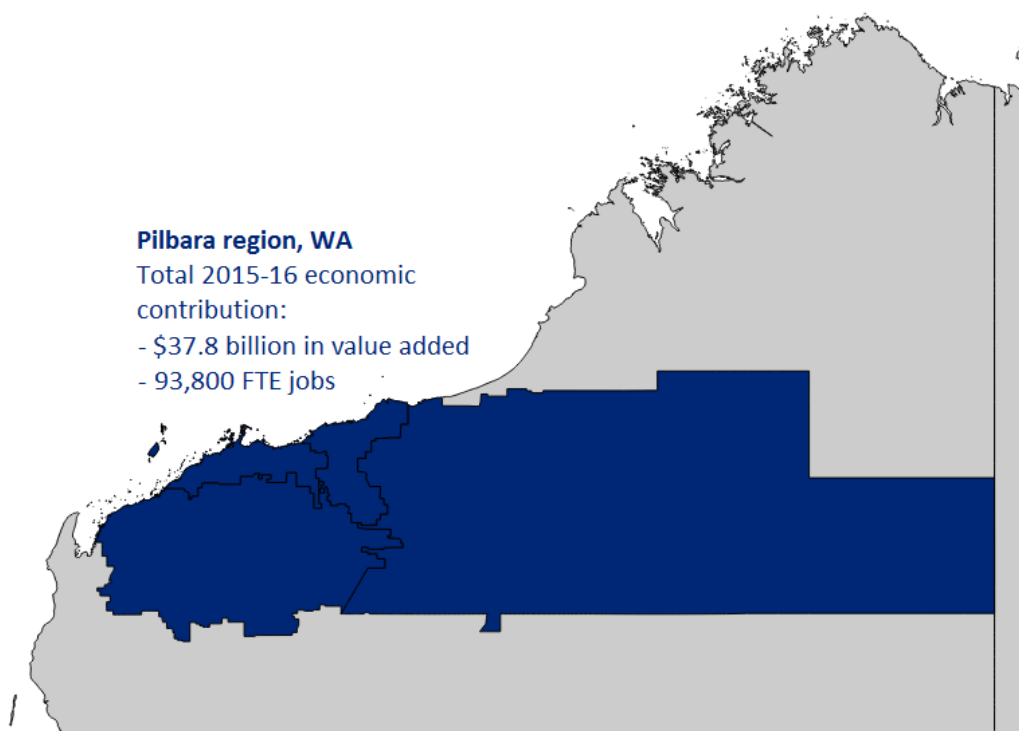 Pilbara region, WA
Total 2015-16 economic
contribution:
- $37.8 billion in value added
- 93,800 FTE jobs